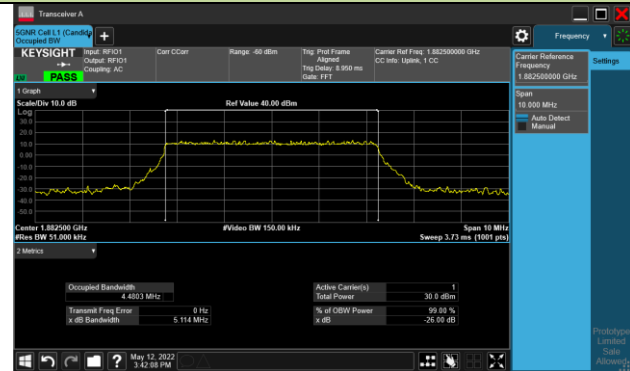 Transceiver A
5GNR Cell L1 (Candid
Occupied BW
Frequency
KEYSIGHT
PASS
Input: RFIO1
Output: RFIO1
Coupling: AC
Corr CCorr
Range: -60 dBm
Trig: Prot Frame
Aligned
Trig Delay: 8.950 ms
Gate: FFT
Carrier Ref Freq: 1.882500000 GHz
CC Info: Uplink, 1 CC
Carrier Reference
Frequency
1.882500000 GHz
Settings
Span
10.000 MHz
Auto Detect
Manual
1 Graph
Scale/Div 10.0 dB
Ref Value 40.00 dBm
Log
30.0
20.0
10.0
0.00
-10.0
-20.0
-30.0
-40.0
-50.0
Center 1.882500 GHz
#Video BW 150.00 kHz
Span 10 MHz
#Res BW 51.000 kHz
Sweep 3.73 ms (1001 pts)
2 Metrics
Occupied Bandwidth
4.4803 MHz
Transmit Freq Error 0 Hz
x dB Bandwidth 5.114 MHz
Active Carrier(s) 1
Total Power 30.0 dBm
% of OBW Power 99.00 %
x dB -26.00 dB
Prototype
Limited
Sale
Allowed
?
May 12, 2022
3:42:08 PM